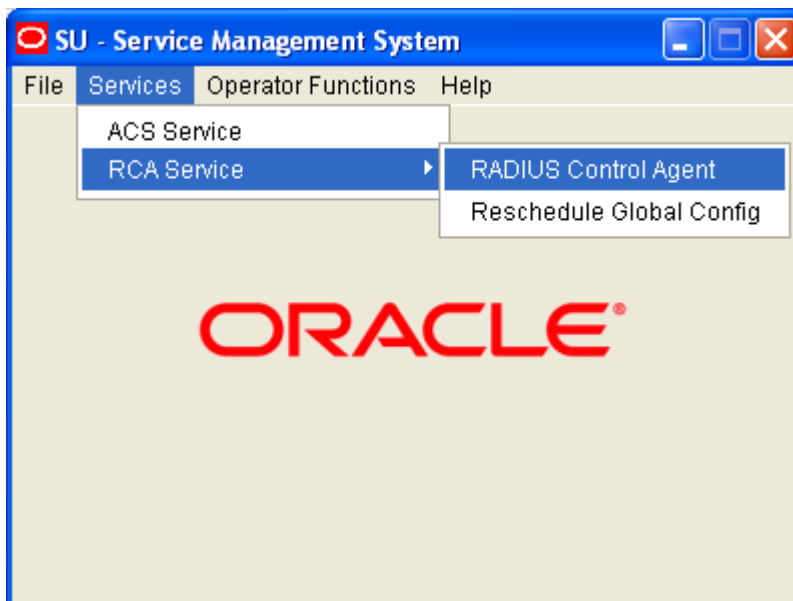 SU - Service Management System
File Services Operator Functions Help
ACS Service
RCA Service
RADIUS Control Agent
Reschedule Global Config
ORACLE®